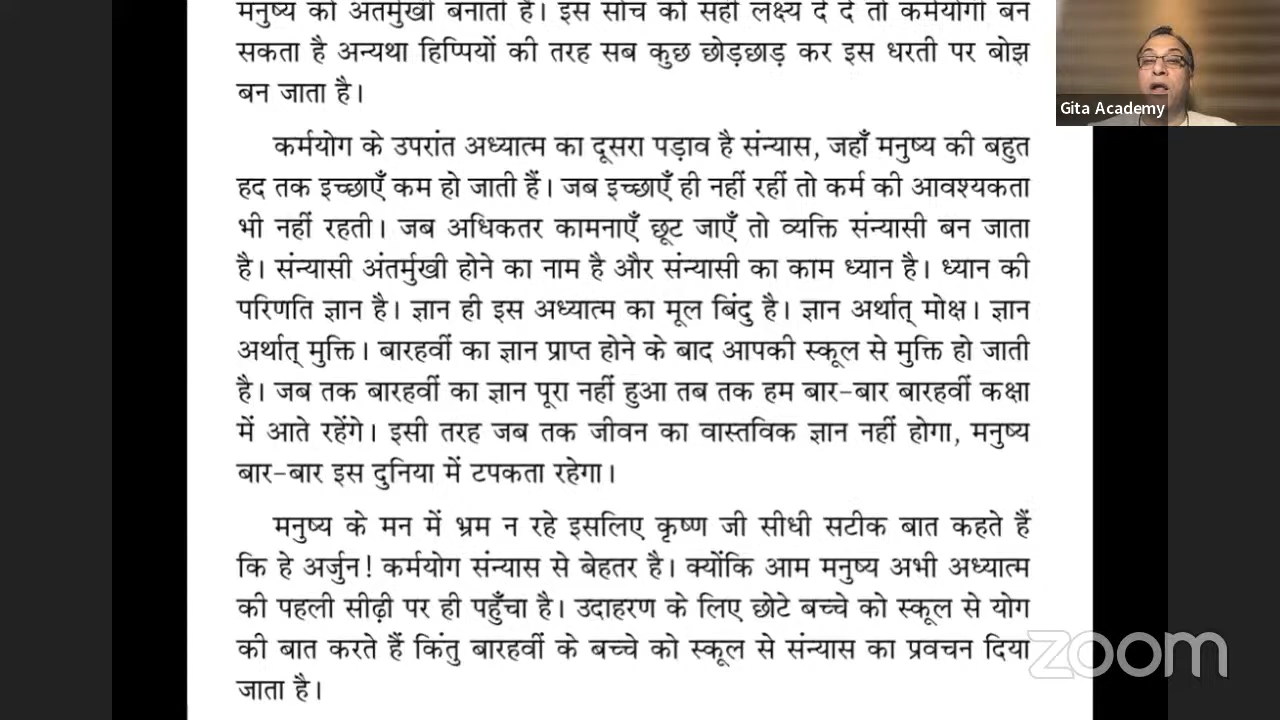 मनुष्य को अंतर्मुखी बनाती है। इस सोच को सही लक्ष्य दे दे तो कर्मयोगी बन
सकता है अन्यथा हिप्पियों की तरह सब कुछ छोड़छाड़ कर इस धरती पर बोझ
बन जाता है।
कर्मयोग के उपरांत अध्यात्म का दूसरा पड़ाव है संन्यास, जहाँ मनुष्य की बहुत
हद तक इच्छाएँ कम हो जाती हैं। जब इच्छाएँ ही नहीं रहीं तो कर्म की आवश्यकता
भी नहीं रहती। जब अधिकतर कामनाएँ छूट जाएँ तो व्यक्ति संन्यासी बन जाता
है। संन्यासी अंतर्मुखी होने का नाम है और संन्यासी का काम ध्यान है। ध्यान की
परिणति ज्ञान है। ज्ञान ही इस अध्यात्म का मूल बिंदु है। ज्ञान अर्थात् मोक्ष। ज्ञान
अर्थात् मुक्ति। बारहवीं का ज्ञान प्राप्त होने के बाद आपकी स्कूल से मुक्ति हो जाती
है। जब तक बारहवीं का ज्ञान पूरा नहीं हुआ तब तक हम बार-बार बारहवीं कक्षा
में आते रहेंगे। इसी तरह जब तक जीवन का वास्तविक ज्ञान नहीं होगा, मनुष्य
बार-बार इस दुनिया में टपकता रहेगा।
मनुष्य के मन में भ्रम न रहे इसलिए कृष्ण जी सीधी सटीक बात कहते हैं
कि हे अर्जुन! कर्मयोग संन्यास से बेहतर है। क्योंकि आम मनुष्य अभी अध्यात्म
की पहली सीढ़ी पर ही पहुँचा है। उदाहरण के लिए छोटे बच्चे को स्कूल से योग
की बात करते हैं किंतु बारहवीं के बच्चे को स्कूल से संन्यास का प्रवचन दिया
जाता है।
Gita Academy
zoom